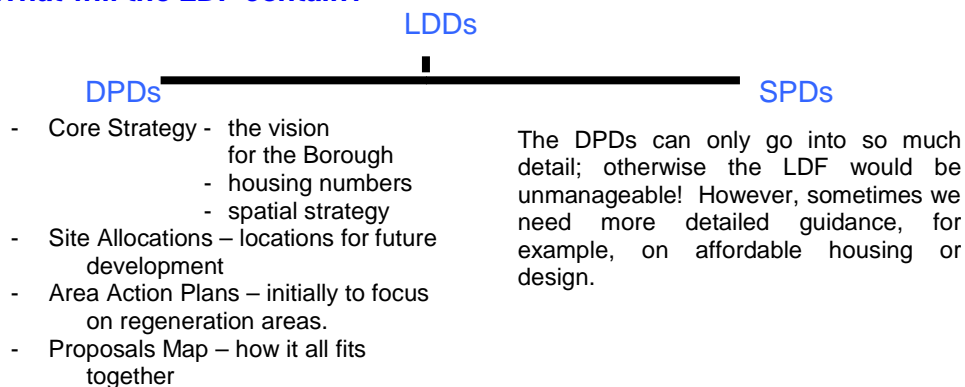 LDDs
DPDs
- Core Strategy - the vision
for the Borough
- housing numbers
- spatial strategy
- Site Allocations – locations for future
development
- Area Action Plans – initially to focus
on regeneration areas.
- Proposals Map – how it all fits
together
SPDs
The DPDs can only go into so much
detail; otherwise the LDF would be
unmanageable! However, sometimes we
need more detailed guidance, for
example, on affordable housing or
design.